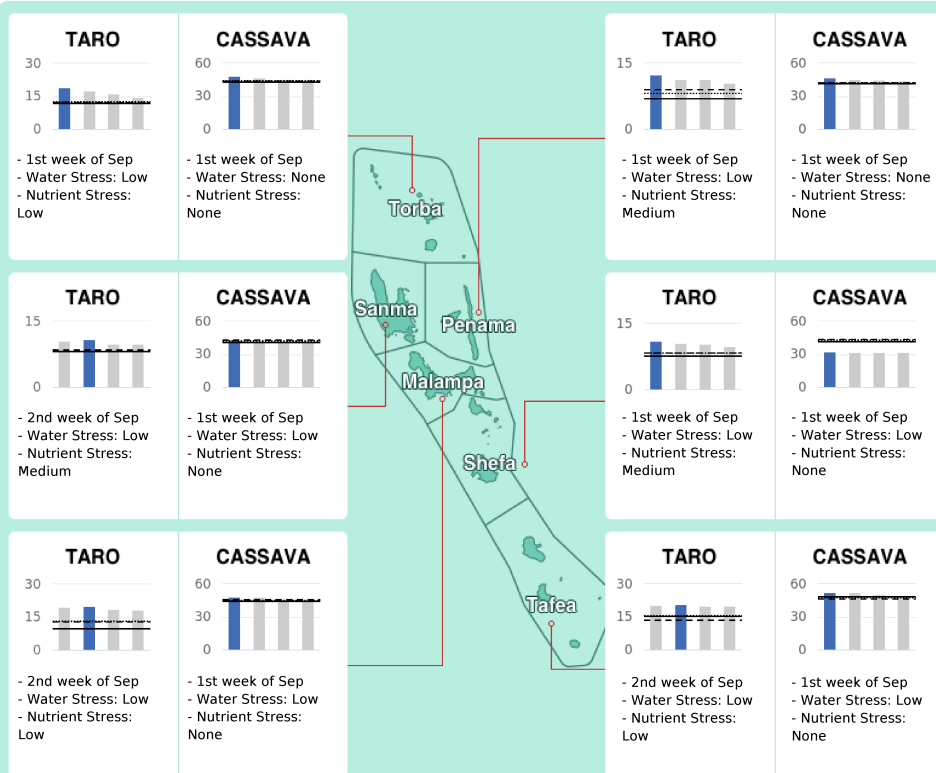 TARO
30
15
0
- 1st week of Sep
- Water Stress: Low
- Nutrient Stress:
Low
CASSAVA
60
30
0
- 1st week of Sep
- Water Stress: None
- Nutrient Stress:
None
TARO
15
0
- 1st week of Sep
- Water Stress: Low
- Nutrient Stress:
Medium
CASSAVA
60
30
0
- 1st week of Sep
- Water Stress: None
- Nutrient Stress:
None
Torba
Sanma
Penama
Malampa
Shefa
Tafea
TARO
15
0
- 2nd week of Sep
- Water Stress: Low
- Nutrient Stress:
Medium
CASSAVA
60
30
0
- 1st week of Sep
- Water Stress: Low
- Nutrient Stress:
None
TARO
15
0
- 1st week of Sep
- Water Stress: Low
- Nutrient Stress:
Medium
CASSAVA
60
30
0
- 1st week of Sep
- Water Stress: Low
- Nutrient Stress:
None
TARO
30
15
0
- 2nd week of Sep
- Water Stress: Low
- Nutrient Stress:
Low
CASSAVA
60
30
0
- 1st week of Sep
- Water Stress: Low
- Nutrient Stress:
None
TARO
30
15
0
- 2nd week of Sep
- Water Stress: Low
- Nutrient Stress:
Low
CASSAVA
60
30
0
- 1st week of Sep
- Water Stress: Low
- Nutrient Stress:
None